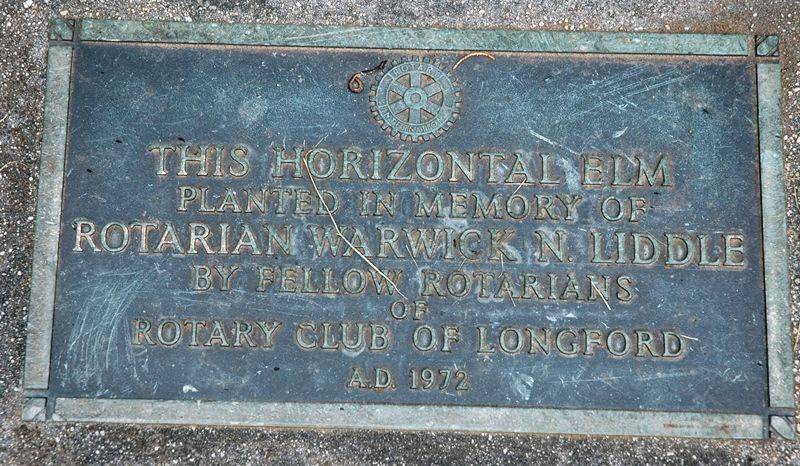 THIS HORIZONTAL ELM
PLANTED IN MEMORY OF
ROTARIAN WARWICK N. LIDDLE
BY FELLOW ROTARIANS
OF
ROTARY CLUB OF LONGFORD
A.D. 1972